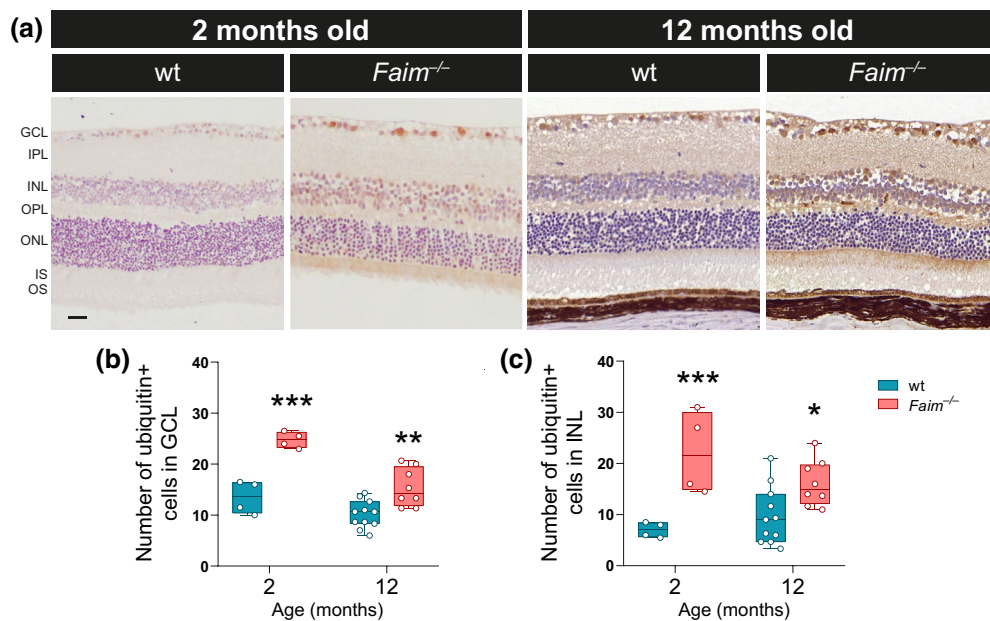 (a)
2 months old
12 months old
wt
Faim–/–
wt
Faim–/–
GCL
IPL
INL
OPL
ONL
IS
OS
(b)
Number of ubiquitin+
cells in GCL
40
30
20
10
0
***
**
2
12
Age (months)
(c)
Number of ubiquitin+
cells in INL
40
30
20
10
0
***
*
2
12
Age (months)
wt
Faim–/–